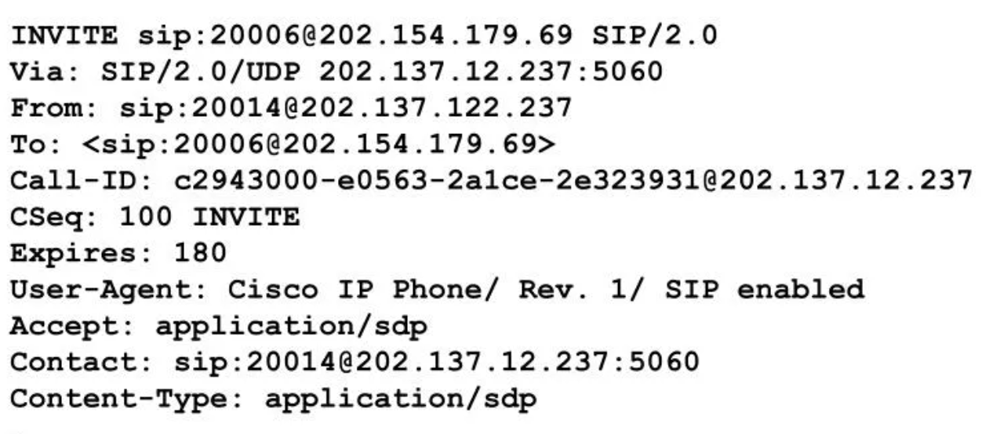 INVITE sip:20006@202.154.179.69 SIP/2.0
Via: SIP/2.0/UDP 202.137.12.237:5060
From: sip:20014@202.137.122.237
To: <sip:20006@202.154.179.69>
Call-ID: c2943000-e0563-2a1ce-2e323931@202.137.12.237
CSeq: 100 INVITE
Expires: 180
User-Agent: Cisco IP Phone/ Rev. 1/ SIP enabled
Accept: application/sdp
Contact: sip:20014@202.137.12.237:5060
Content-Type: application/sdp